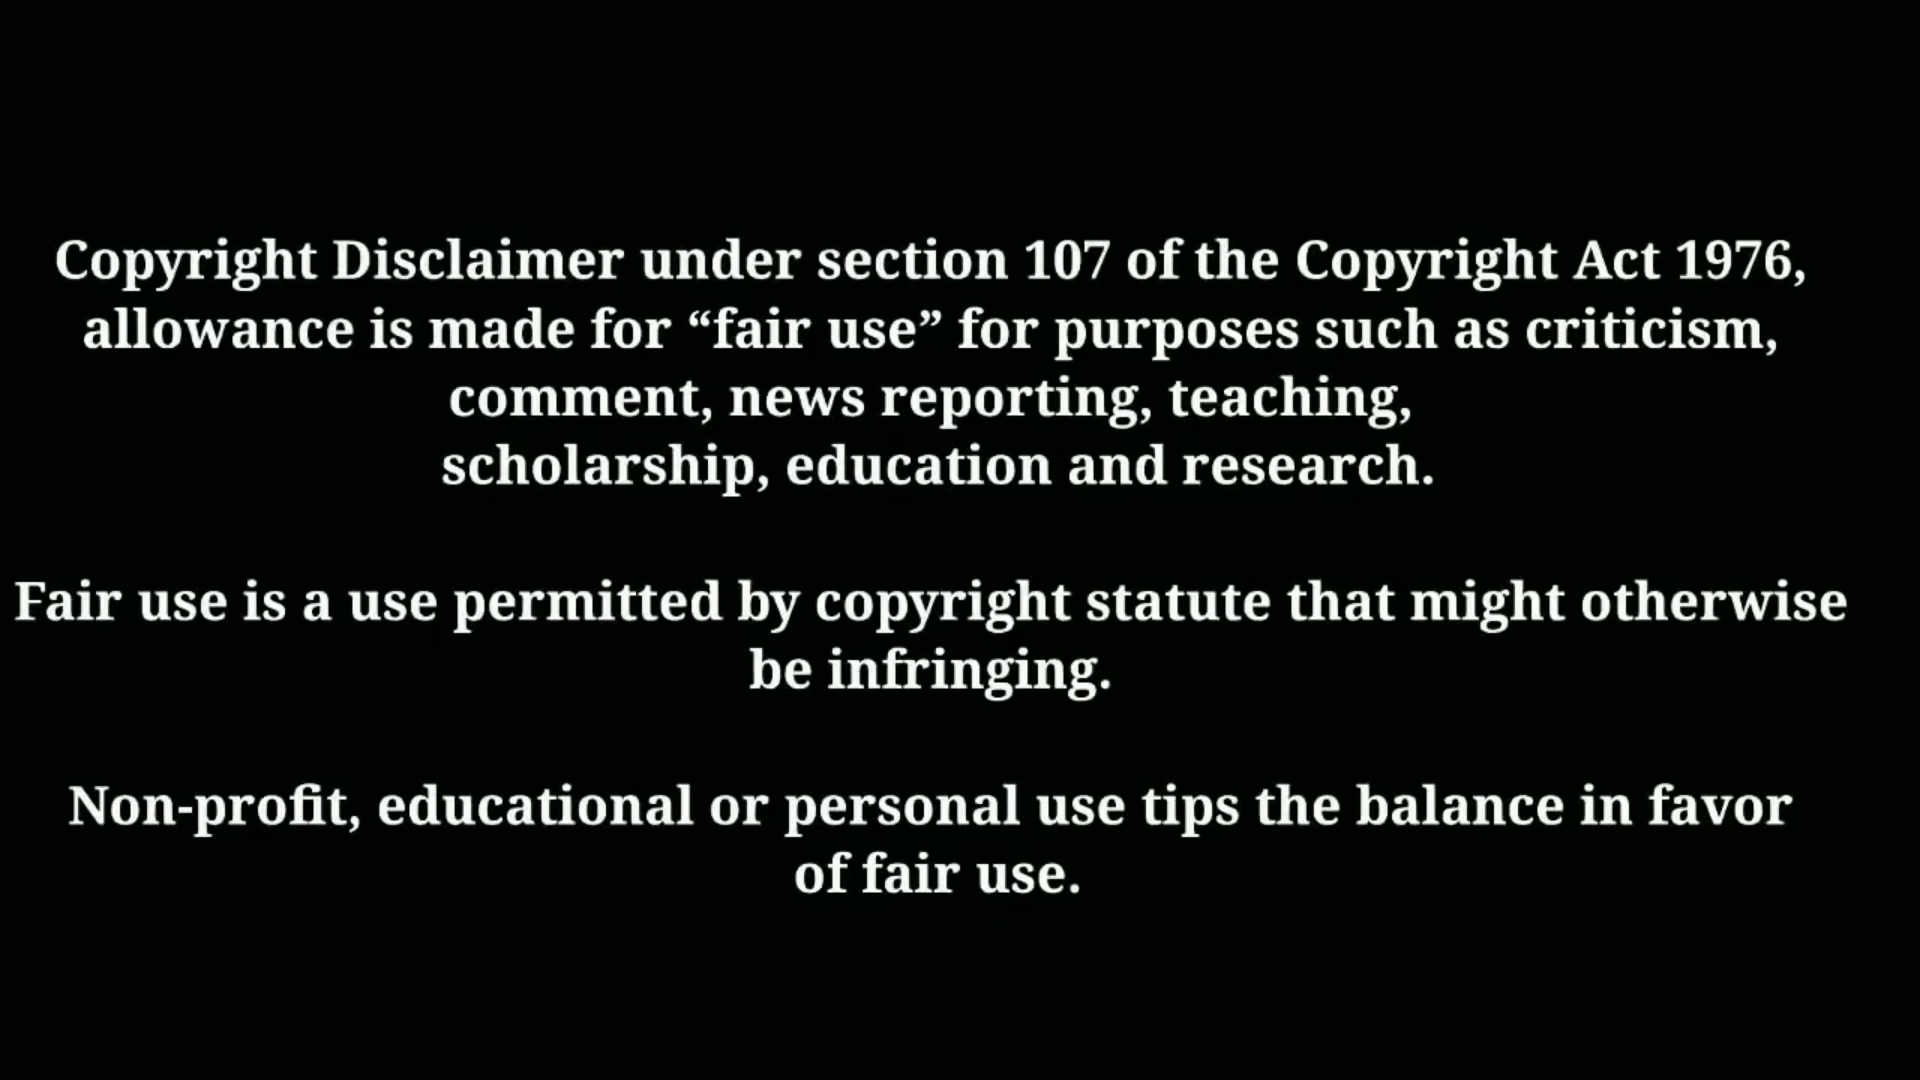 Copyright Disclaimer under section 107 of the Copyright Act 1976,
allowance is made for “fair use” for purposes such as criticism,
comment, news reporting, teaching,
scholarship, education and research.
Fair use is a use permitted by copyright statute that might otherwise
be infringing.
Non-profit, educational or personal use tips the balance in favor
of fair use.